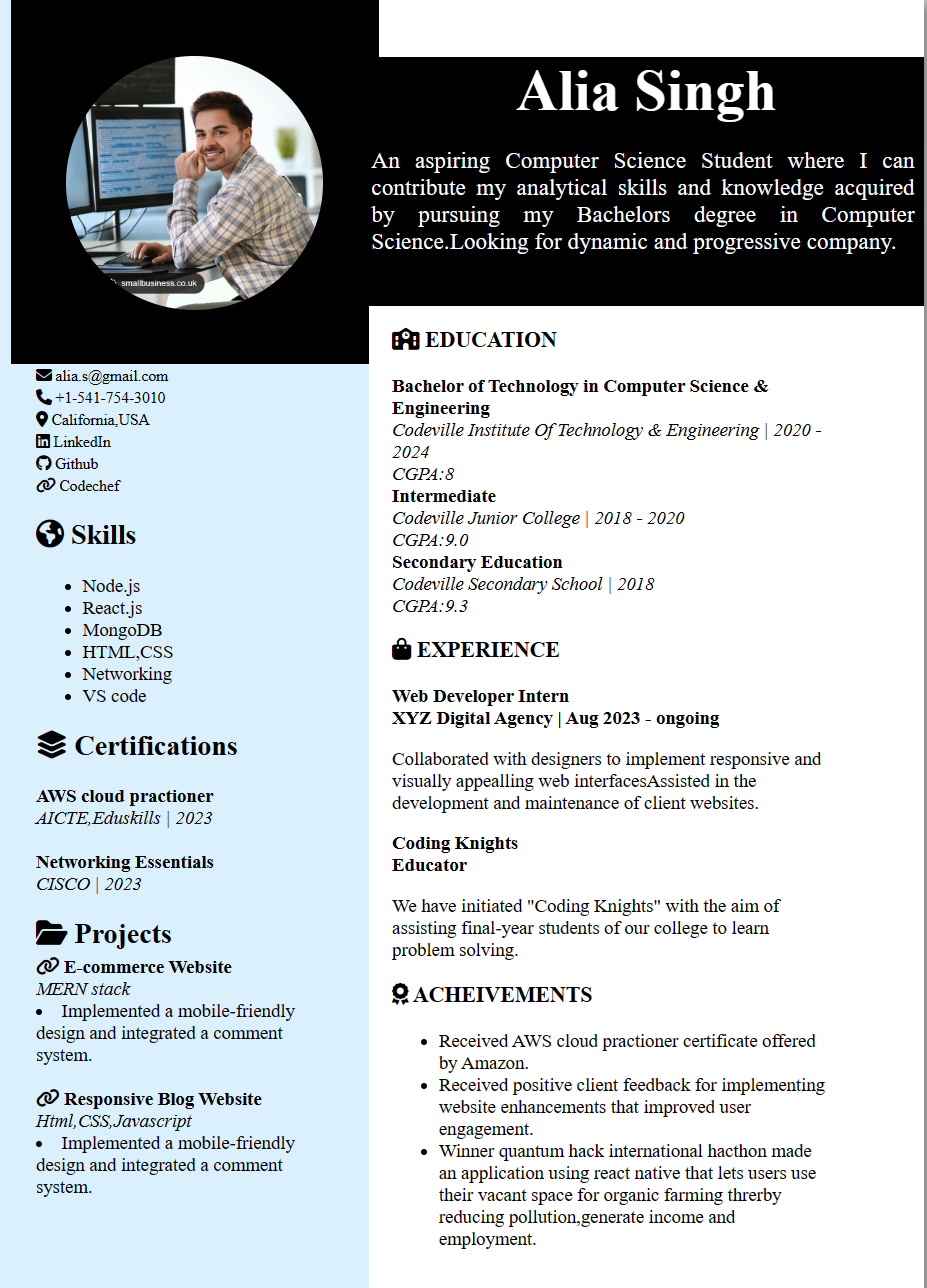 smallbusiness.co.uk
Alia Singh
An aspiring Computer Science Student where I can
contribute my analytical skills and knowledge acquired
by pursuing my Bachelors degree in Computer
Science.Looking for dynamic and progressive company.
alia.s@gmail.com
+1-541-754-3010
California,USA
LinkedIn
Github
Codechef
Skills
• Node.js
• React.js
• MongoDB
• HTML,CSS
• Networking
• VS code
Certifications
AWS cloud practioner
AICTE,Eduskills | 2023
Networking Essentials
CISCO | 2023
Projects
E-commerce Website
MERN stack
• Implemented a mobile-friendly
design and integrated a comment
system.
Responsive Blog Website
Html,CSS,Javascript
• Implemented a mobile-friendly
design and integrated a comment
system.
EDUCATION
Bachelor of Technology in Computer Science &
Engineering
Codeville Institute Of Technology & Engineering | 2020 -
2024
CGPA:8
Intermediate
Codeville Junior College | 2018 - 2020
CGPA:9.0
Secondary Education
Codeville Secondary School | 2018
CGPA:9.3
EXPERIENCE
Web Developer Intern
XYZ Digital Agency | Aug 2023 - ongoing
Collaborated with designers to implement responsive and
visually appealling web interfacesAssisted in the
development and maintenance of client websites.
Coding Knights
Educator
We have initiated "Coding Knights" with the aim of
assisting final-year students of our college to learn
problem solving.
ACHEIVEMENTS
• Received AWS cloud practioner certificate offered
by Amazon.
• Received positive client feedback for implementing
website enhancements that improved user
engagement.
• Winner quantum hack international hacthon made
an application using react native that lets users use
their vacant space for organic farming threrby
reducing pollution,generate income and
employment.